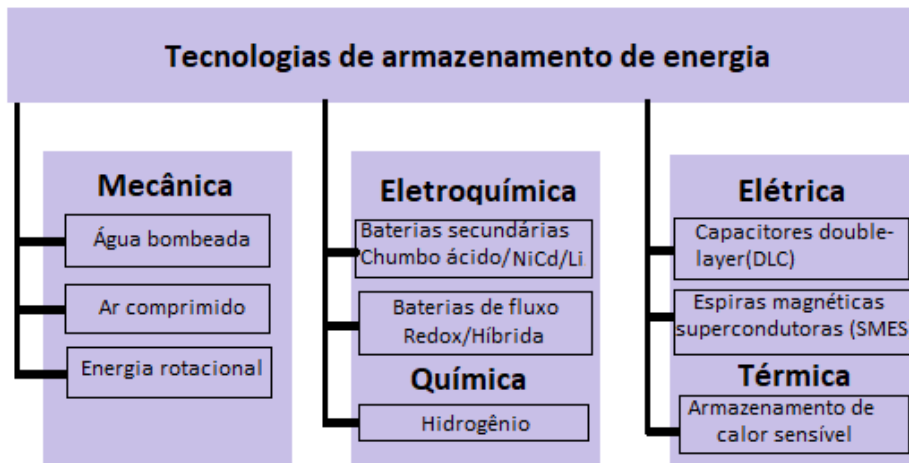 Tecnologias de armazenamento de energia
Mecânica
Água bombeada
Ar comprimido
Energia rotacional
Eletroquímica
Baterias secundárias
Chumbo ácido/NiCd/Li
Baterias de fluxo
Redox/Híbrida
Química
Hidrogênio
Elétrica
Capacitores double-
layer(DLC)
Espiras magnéticas
supercondutoras (SMES
Térmica
Armazenamento de
calor sensível